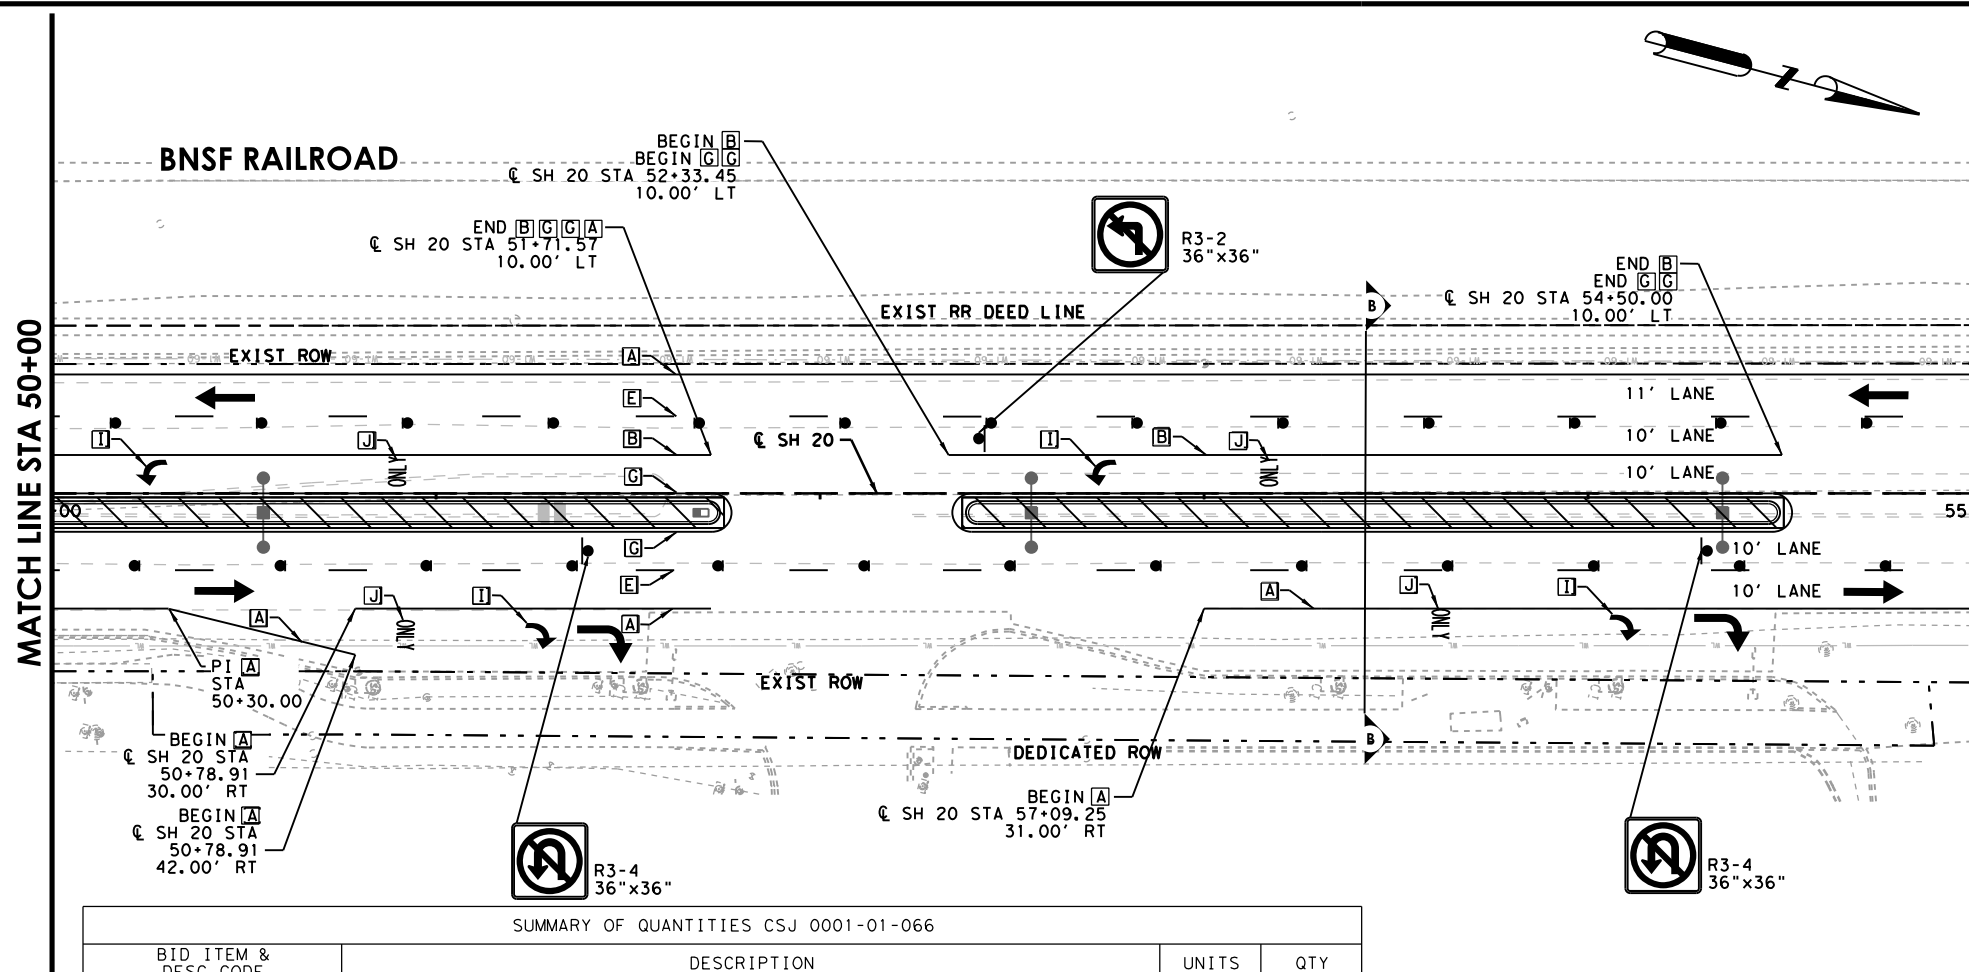 BNSF RAILROAD
MATCH LINE STA 50+00
BEGIN B
BEGIN G G
℄ SH 20 STA 52+33.45
10.00' LT
END B G G A
℄ SH 20 STA 51+71.57
10.00' LT
R3-2
36"x36"
Z
END B
END G G
℄ SH 20 STA 54+50.00
10.00' LT
B
EXIST RR DEED LINE
EXIST ROW
A
E
B
G
G
E
A
I
J
ONLY
℄ SH 20
I
B
J
ONLY
11' LANE
10' LANE
10' LANE
00
55
10' LANE
10' LANE
A
J
ONLY
I
A
J
ONLY
I
PI A
STA
50+30.00
EXIST ROW
DEDICATED ROW
B
BEGIN A
℄ SH 20 STA
50+78.91
30.00' RT
BEGIN A
℄ SH 20 STA
50+78.91
42.00' RT
BEGIN A
℄ SH 20 STA 57+09.25
31.00' RT
R3-4
36"x36"
R3-4
36"x36"
SUMMARY OF QUANTITIES CSJ 0001-01-066
BID ITEM &
DESC CODE
DESCRIPTION
UNITS
QTY